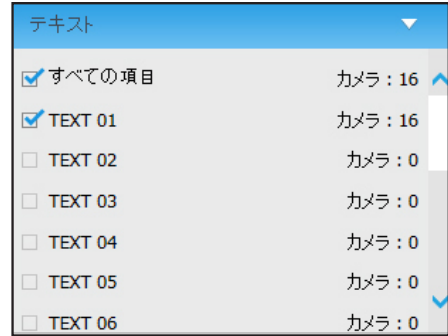 テキスト
すべての項目 カメラ：16
TEXT 01 カメラ：16
TEXT 02 カメラ：0
TEXT 03 カメラ：0
TEXT 04 カメラ：0
TEXT 05 カメラ：0
TEXT 06 カメラ：0